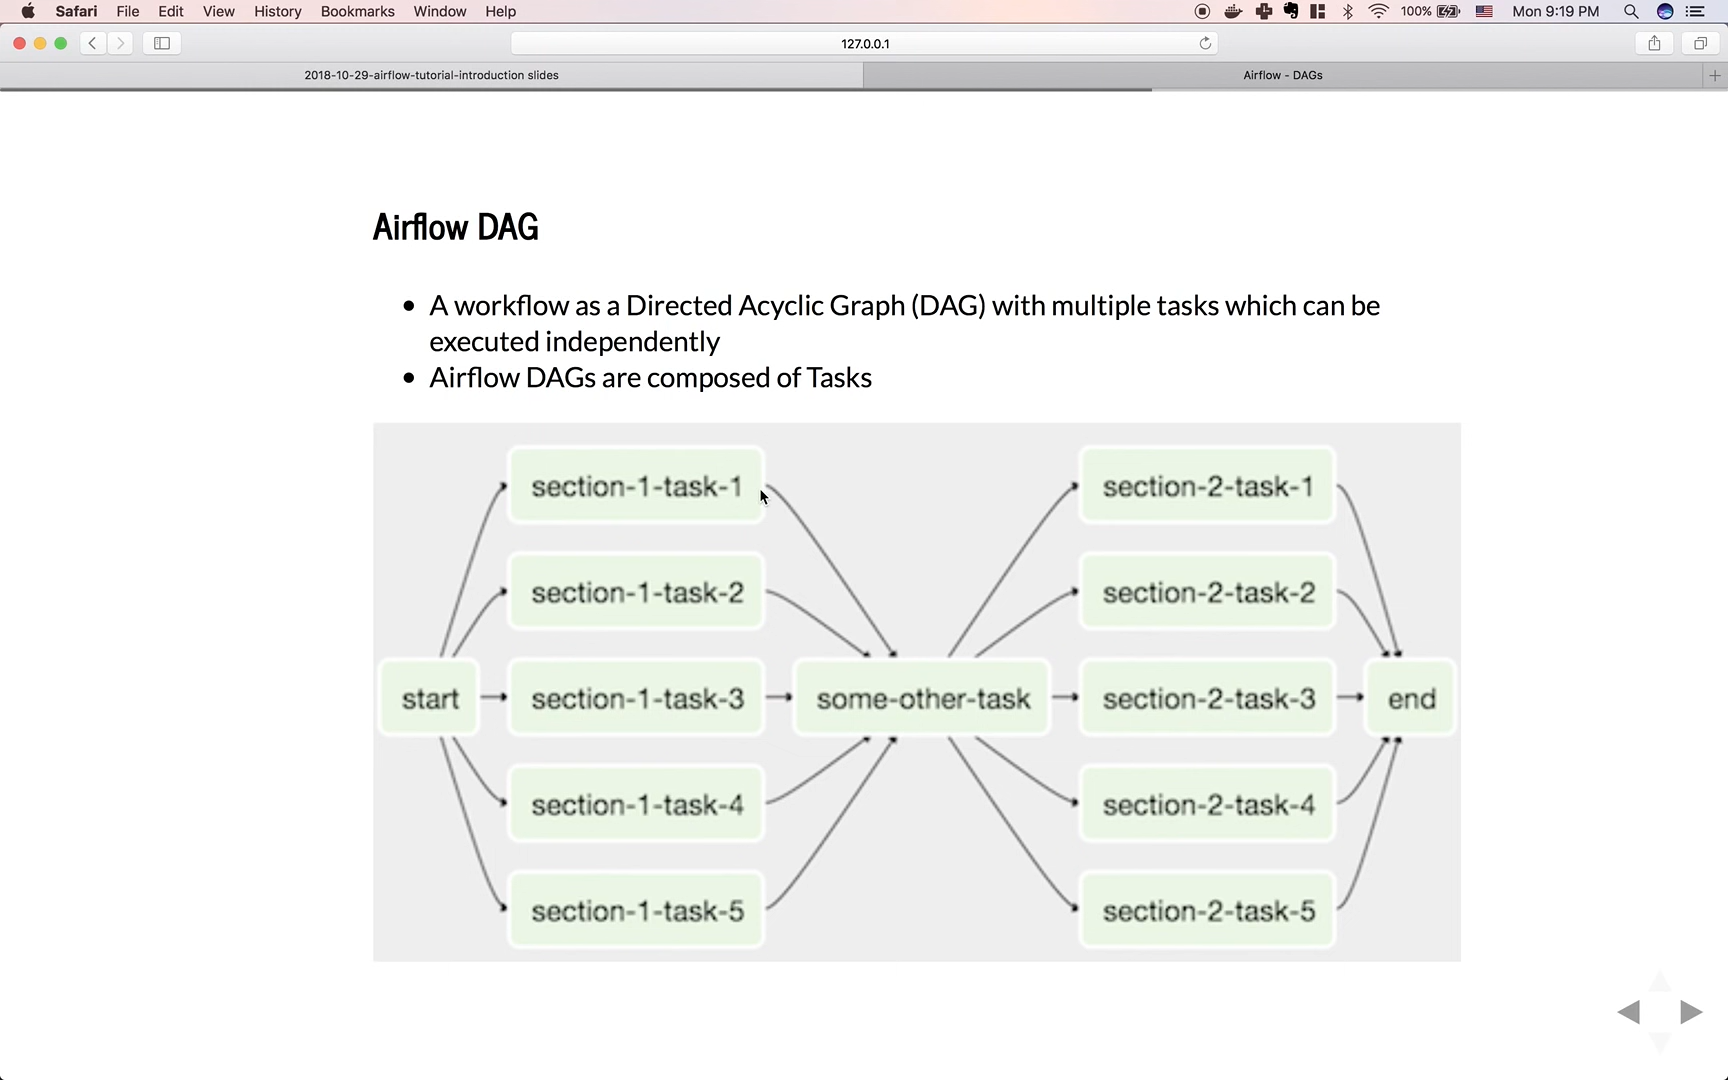 Safari File Edit View History Bookmarks Window Help 100% Mon 9:19 PM
127.0.0.1
2018-10-29-airflow-tutorial-introduction slides Airflow - DAGs
Airflow DAG
A workflow as a Directed Acyclic Graph (DAG) with multiple tasks which can be
executed independently
Airflow DAGs are composed of Tasks
section-1-task-1 section-2-task-1
section-1-task-2 section-2-task-2
start section-1-task-3 some-other-task section-2-task-3 end
section-1-task-4 section-2-task-4
section-1-task-5 section-2-task-5